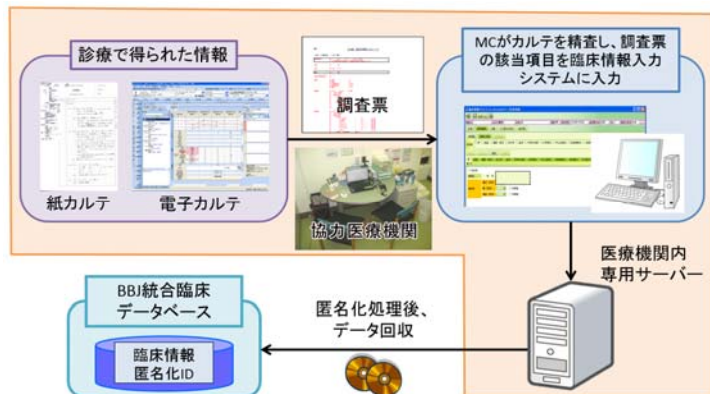 診療で得られた情報
紙カルテ
電子カルテ
調査票
協力医療機関
MCがカルテを精査し、調査票
の該当項目を臨床情報入力
システムに入力
医療機関内
専用サーバー
匿名化処理後、
データ回収
BBJ統合臨床
データベース
臨床情報
匿名化ID